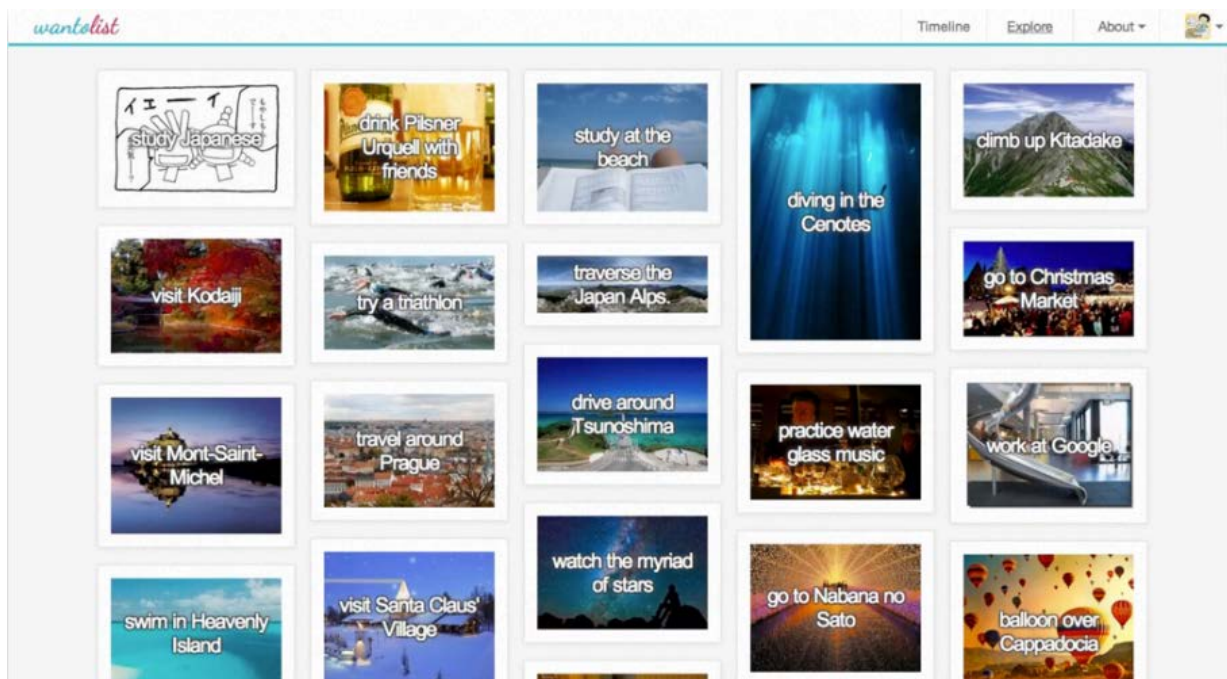 wantolist
Timeline
Explore
About
イエーイ
study Japanese
drink Pilsner
Urquell with
friends
study at the
beach
diving in the
Cenotes
climb up Kitadake
visit Kodaiji
try a triathlon
traverse the
Japan Alps.
go to Christmas
Market
visit Mont-Saint-
Michel
travel around
Prague
drive around
Tsunoshima
practice water
glass music
work at Google
swim in Heavenly
Island
visit Santa Claus'
Village
watch the myriad
of stars
go to Nabana no
Sato
balloon over
Cappadocia